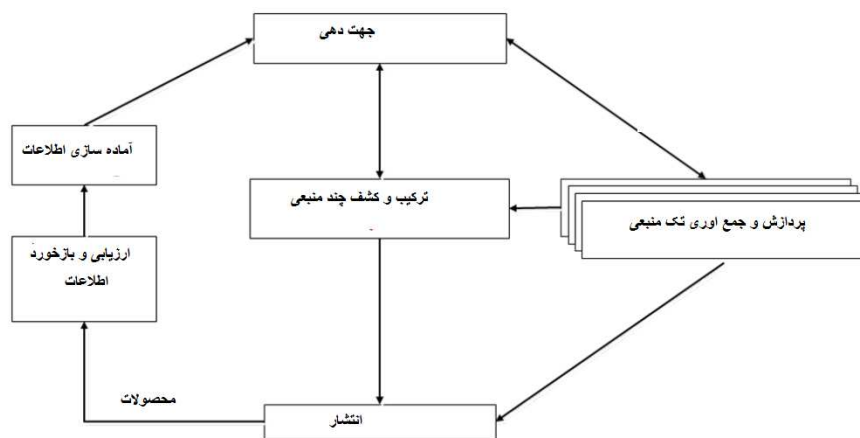 جهت دهی
آماده سازی اطلاعات
ترکیب و کشف چند منبعی
پردازش و جمع اوری تک منبعی
ارزیابی و بازخورد
اطلاعات
محصولات
انتشار